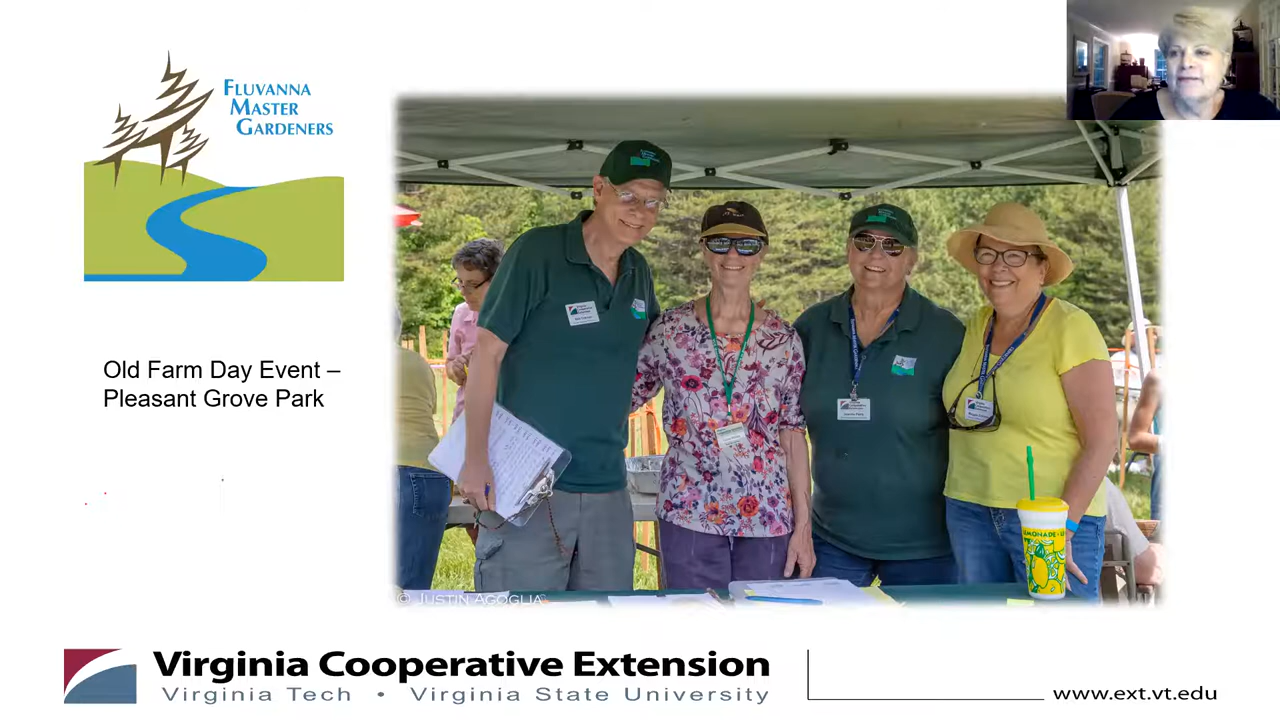 FLUVANNA
MASTER
GARDENERS
Old Farm Day Event –
Pleasant Grove Park
LEMONADE
© JUSTIN AGOGLIA
Virginia Cooperative Extension
Virginia Tech • Virginia State University
www.ext.vt.edu